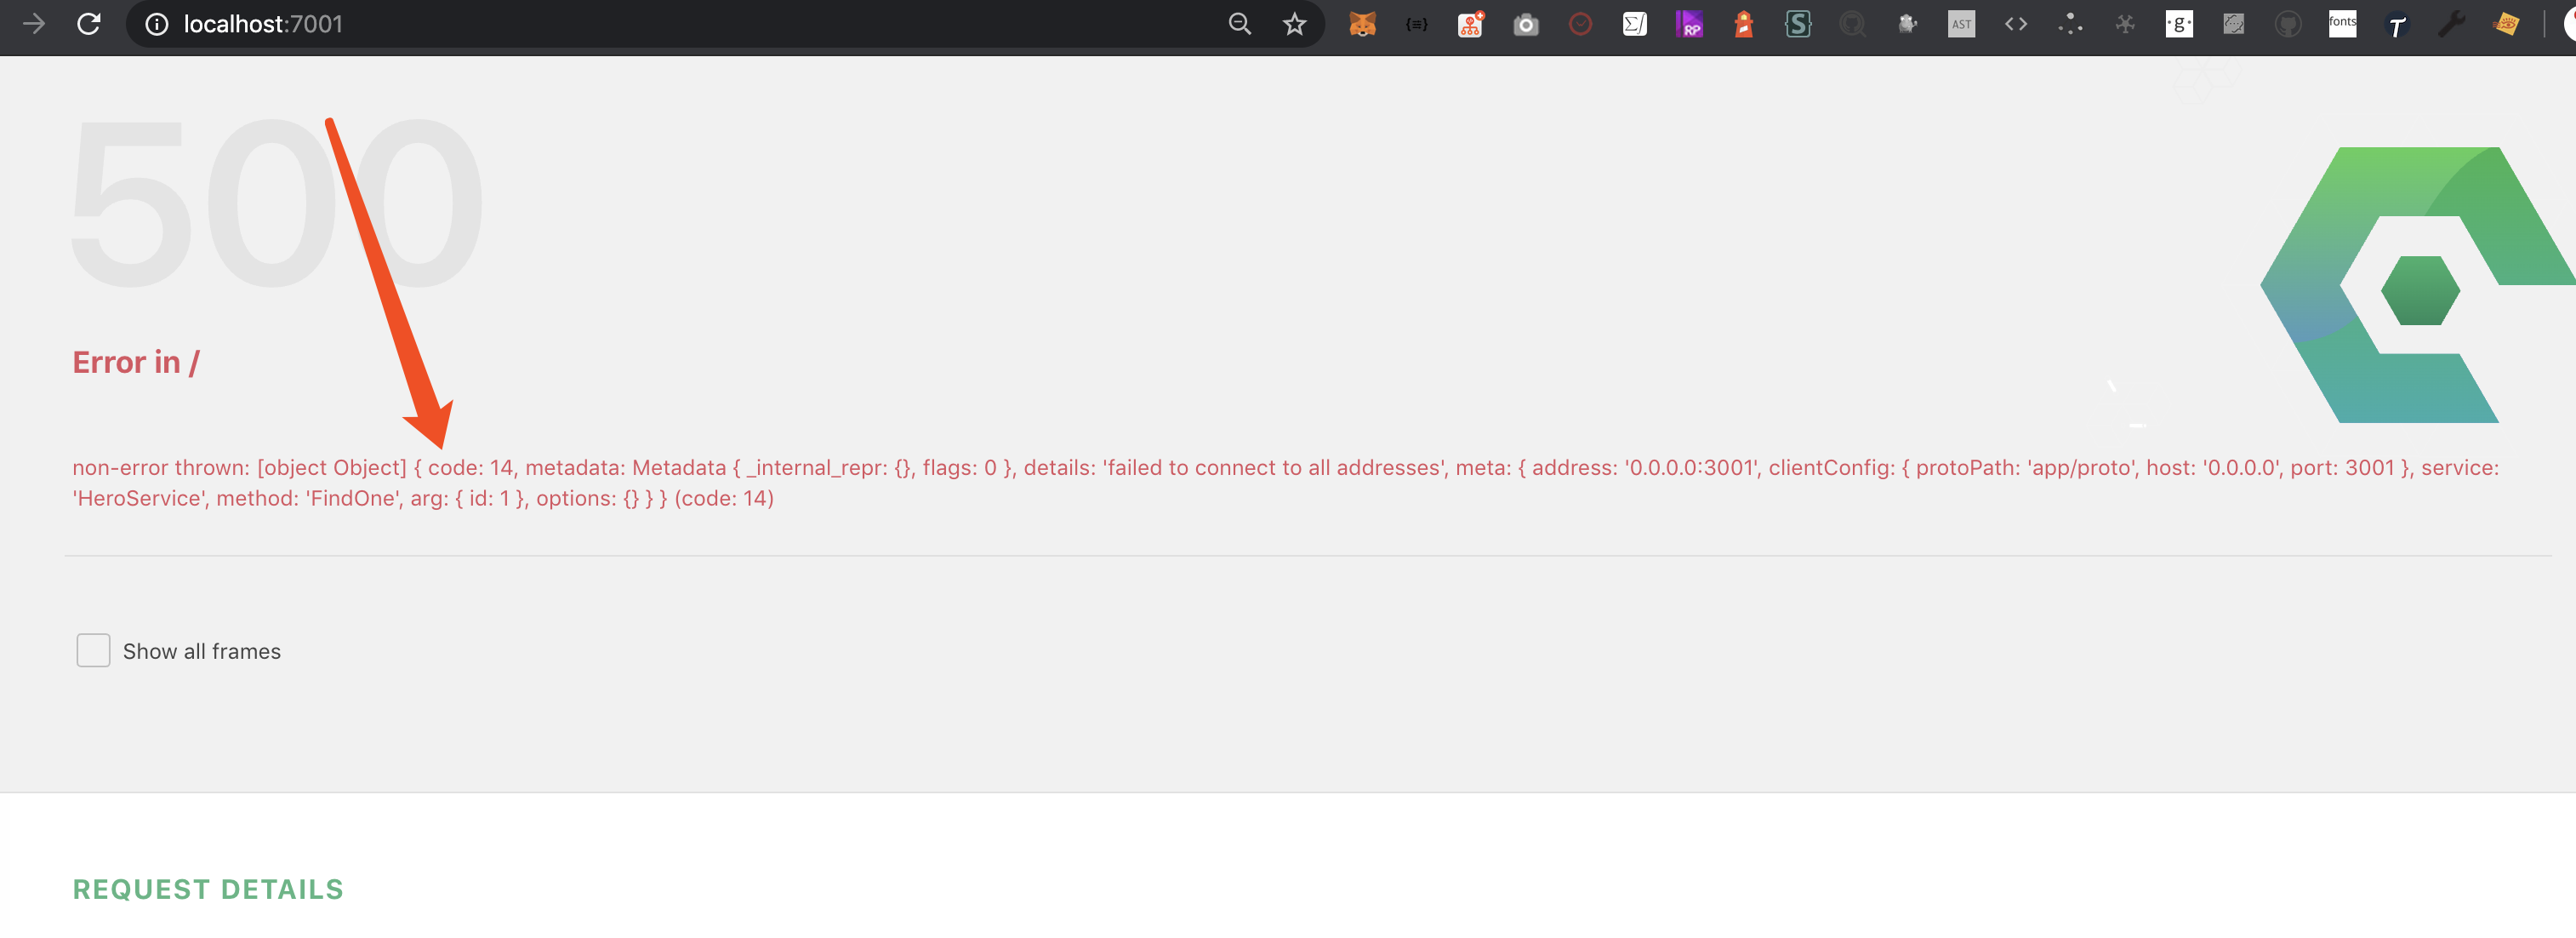 localhost:7001
{≡}
Σ∫
RP
S
AST
<>
·g·
fonts
T
500
Error in /
non-error thrown: [object Object] { code: 14, metadata: Metadata { _internal_repr: {}, flags: 0 }, details: 'failed to connect to all addresses', meta: { address: '0.0.0.0:3001', clientConfig: { protoPath: 'app/proto', host: '0.0.0.0', port: 3001 }, service:
'HeroService', method: 'FindOne', arg: { id: 1 }, options: {} } } (code: 14)
Show all frames
REQUEST DETAILS